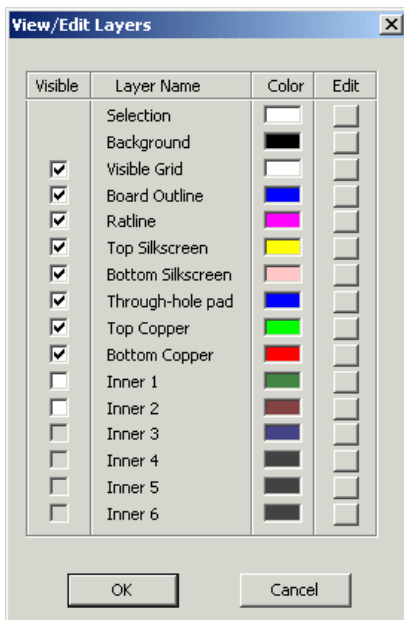 View/Edit Layers
Visible Layer Name Color Edit
Selection
Background
Visible Grid
Board Outline
Ratline
Top Silkscreen
Bottom Silkscreen
Through-hole pad
Top Copper
Bottom Copper
Inner 1
Inner 2
Inner 3
Inner 4
Inner 5
Inner 6
OK Cancel